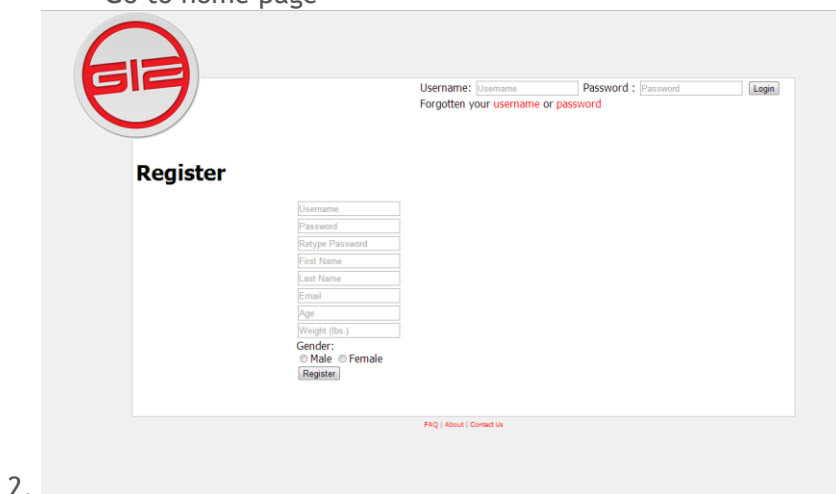 Go to home page
G12
Username: Username Password : Password Login
Forgotten your username or password
Register
Username
Password
Retype Password
First Name
Last Name
Email
Age
Weight (lbs.)
Gender:
Male Female
Register
FAQ | About | Contact Us
2.